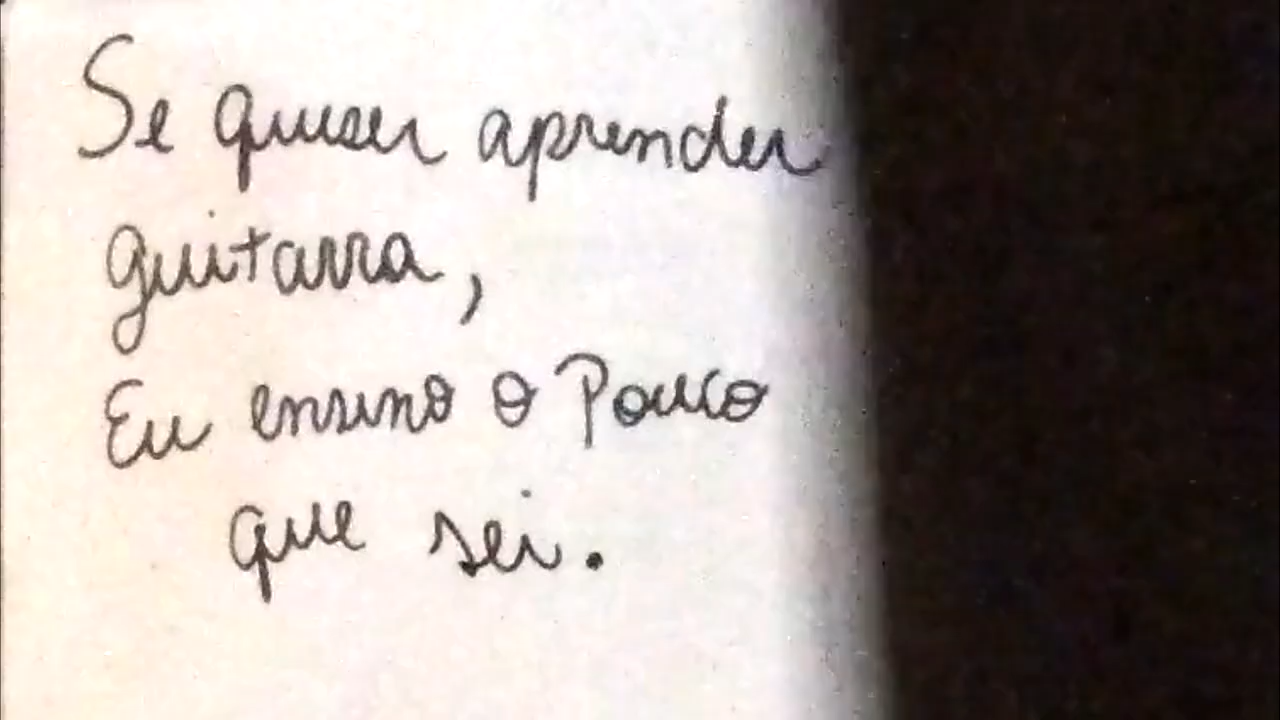 Se quiser aprender
guitarra,
Eu ensino o Pouco
que sei.